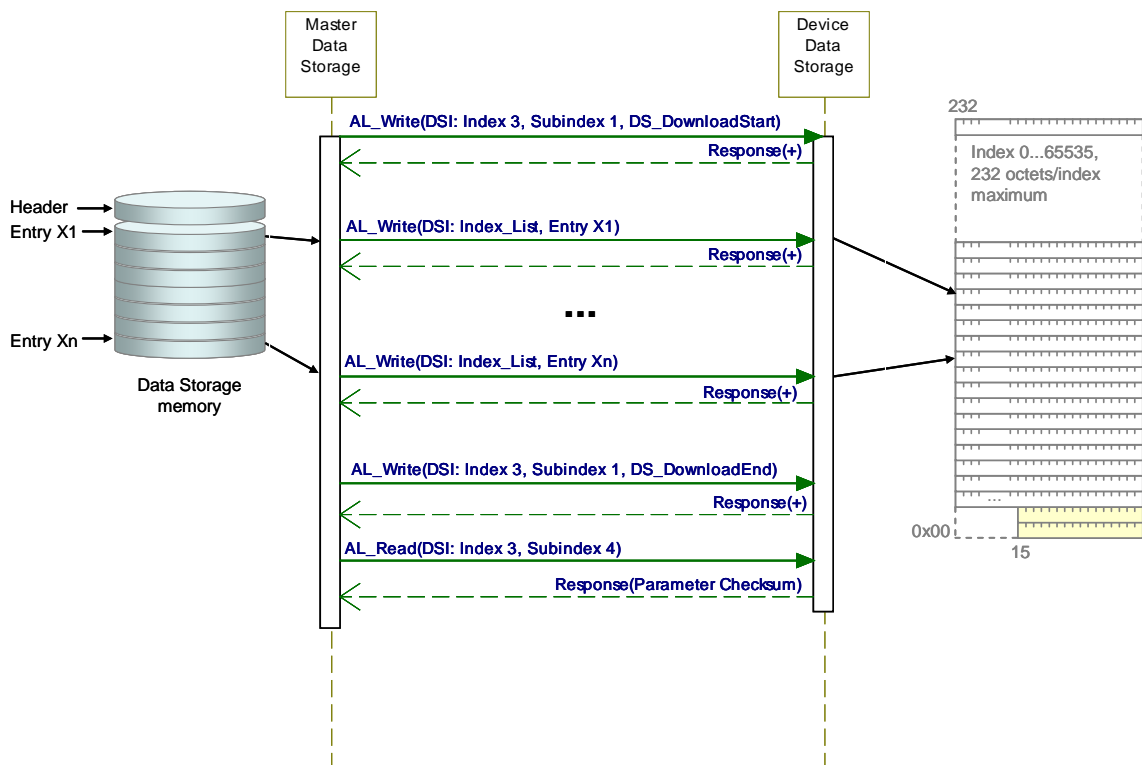 Master
Data
Storage
Device
Data
Storage
232
AL_Write(DSI: Index 3, Subindex 1, DS_DownloadStart)
Response(+)
Index 0...65535,
232 octets/index
maximum
Header
Entry X1
AL_Write(DSI: Index_List, Entry X1)
Response(+)
...
Entry Xn
AL_Write(DSI: Index_List, Entry Xn)
Data Storage
memory
Response(+)
AL_Write(DSI: Index 3, Subindex 1, DS_DownloadEnd)
...
Response(+)
0x00
AL_Read(DSI: Index 3, Subindex 4)
15
Response(Parameter Checksum)